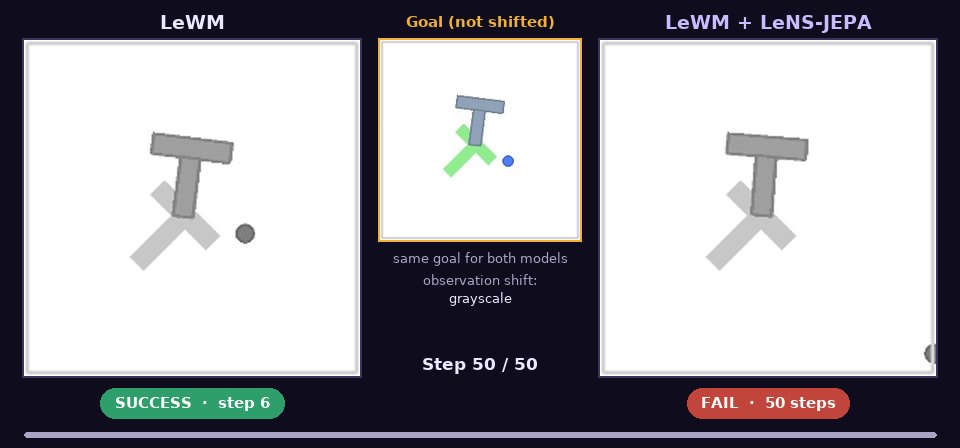 LeWM
Goal (not shifted)
LeWM + LeNS-JEPA
same goal for both models
observation shift:
grayscale
Step 50 / 50
SUCCESS · step 6
FAIL · 50 steps